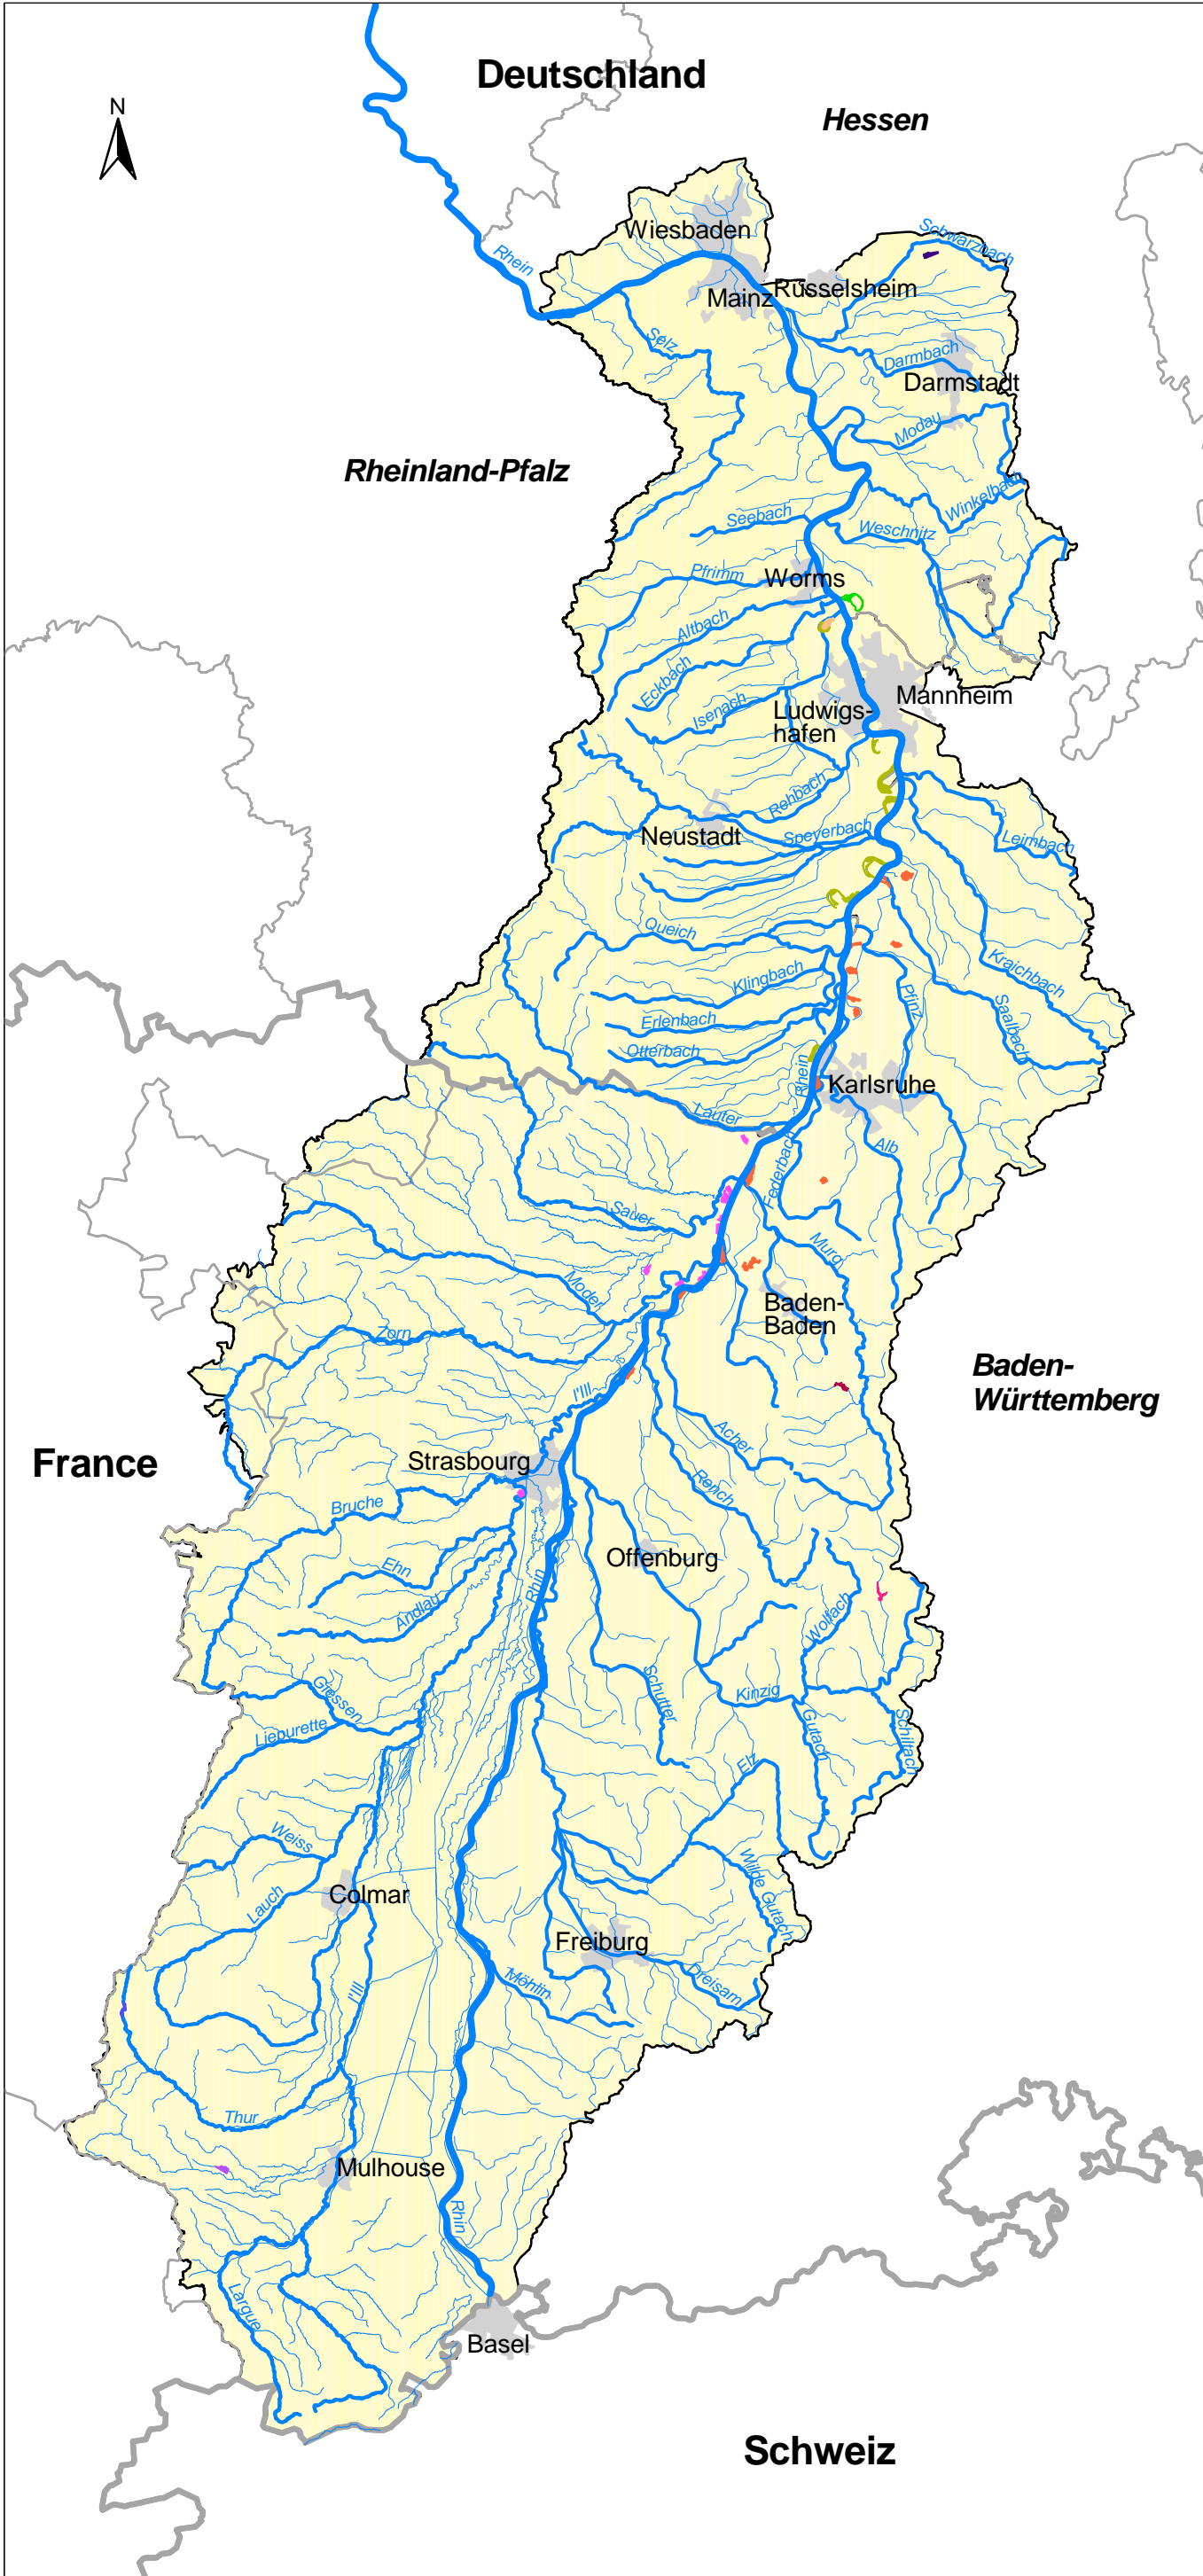 Deutschland
N
Hessen
Wiesbaden
Schwarzbach
Rhein
Mainz
Rüsselsheim
Selz
Darmbach
Darmstadt
Modau
Rheinland-Pfalz
Winkelbach
Seebach
Weschnitz
Pfrimm
Worms
Altbach
Eckbach
Isenach
Mannheim
Ludwigs-
hafen
Rehbach
Neustadt
Speyerbach
Leimbach
Queich
Klingbach
Kraichbach
Pfinz
Erlenbach
Saalbach
Otterbach
Rhein
Karlsruhe
Lauter
Alb
Federbach
Sauer
Murg
Moder
Baden-
Baden
Zorn
Baden-
Württemberg
l'Ill
Acher
France
Strasbourg
Rench
Bruche
Offenburg
Ehn
Rhin
Andlau
Wolfach
Giessen
Schutter
Kinzig
Liepurette
Gutach
Schiltach
Elz
Weiss
Wilde Gutach
Lauch
Colmar
Freiburg
l'Ill
Möhlin
Dreisam
Thur
Mulhouse
Rhin
Largue
Basel
Schweiz